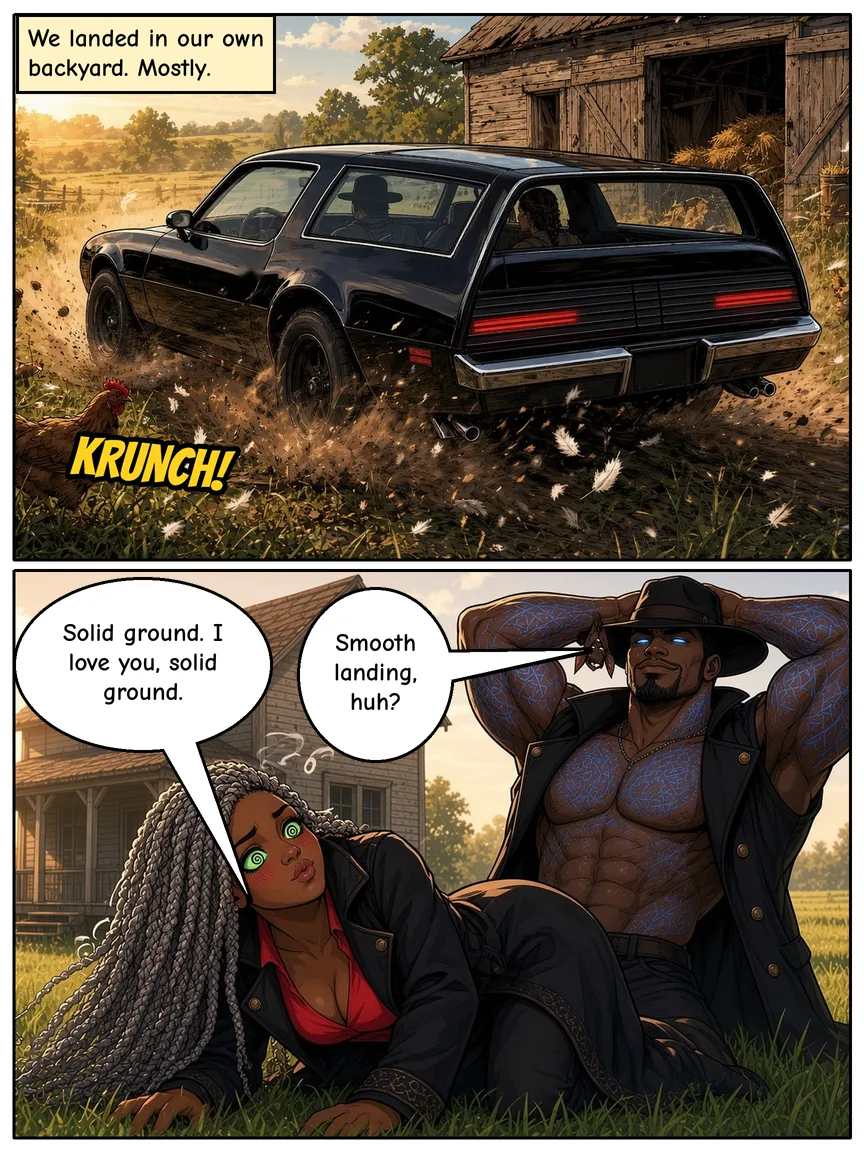 We landed in our own
backyard. Mostly.
KRUNCH!
Solid ground. I
love you, solid
ground.
Smooth
landing,
huh?